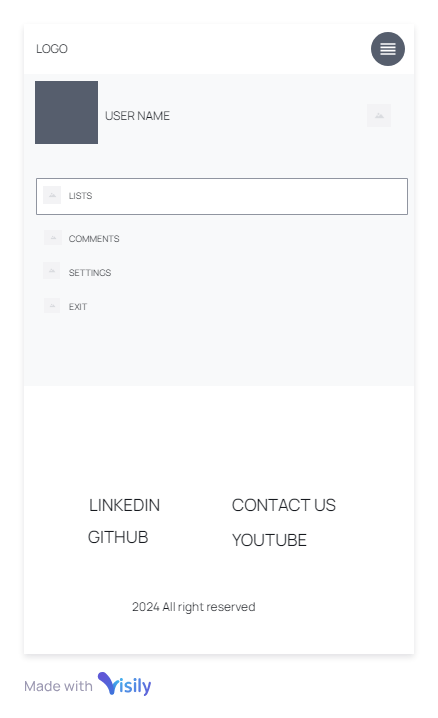 LOGO
USER NAME
LISTS
COMMENTS
SETTINGS
EXIT
LINKEDIN CONTACT US
GITHUB YOUTUBE
2024 All right reserved
Made with Visily